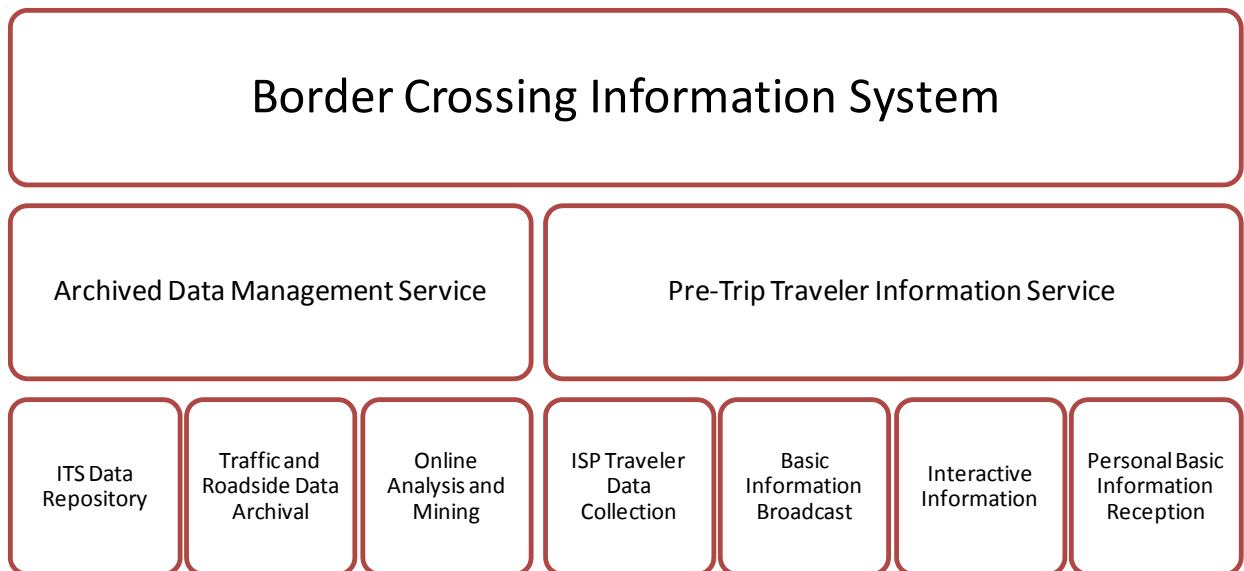 Border Crossing Information System
Archived Data Management Service
Pre-Trip Traveler Information Service
ITS Data
Repository
Traffic and
Roadside Data
Archival
Online
Analysis and
Mining
ISP Traveler
Data
Collection
Basic
Information
Broadcast
Interactive
Information
Personal Basic
Information
Reception